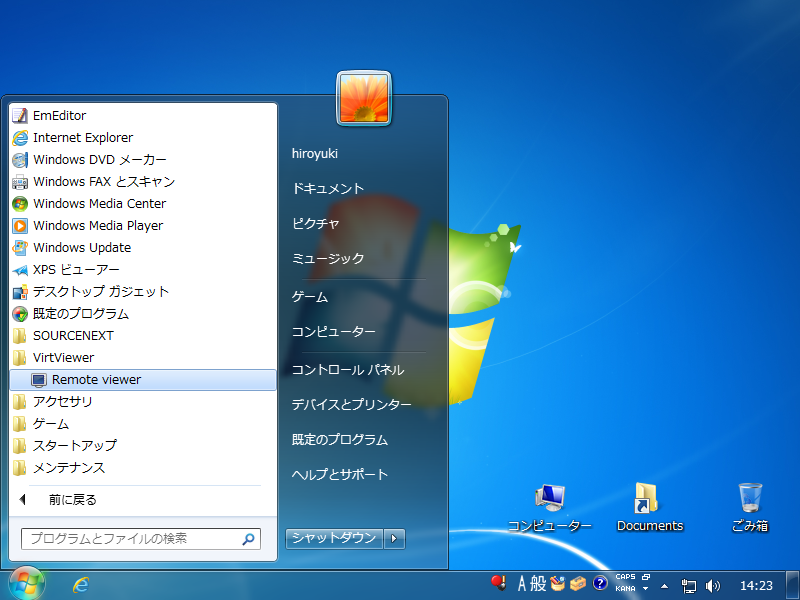 EmEditor
Internet Explorer
Windows DVD メーカー
Windows FAX とスキャン
Windows Media Center
Windows Media Player
Windows Update
XPS ビューアー
デスクトップ ガジェット
既定のプログラム
SOURCENEXT
VirtViewer
Remote viewer
アクセサリ
ゲーム
スタートアップ
メンテナンス
前に戻る
プログラムとファイルの検索
hiroyuki
ドキュメント
ピクチャ
ミュージック
ゲーム
コンピューター
コントロール パネル
デバイスとプリンター
既定のプログラム
ヘルプとサポート
シャットダウン
コンピューター
Documents
ごみ箱
A 般
?
CAPS
KANA
14:23